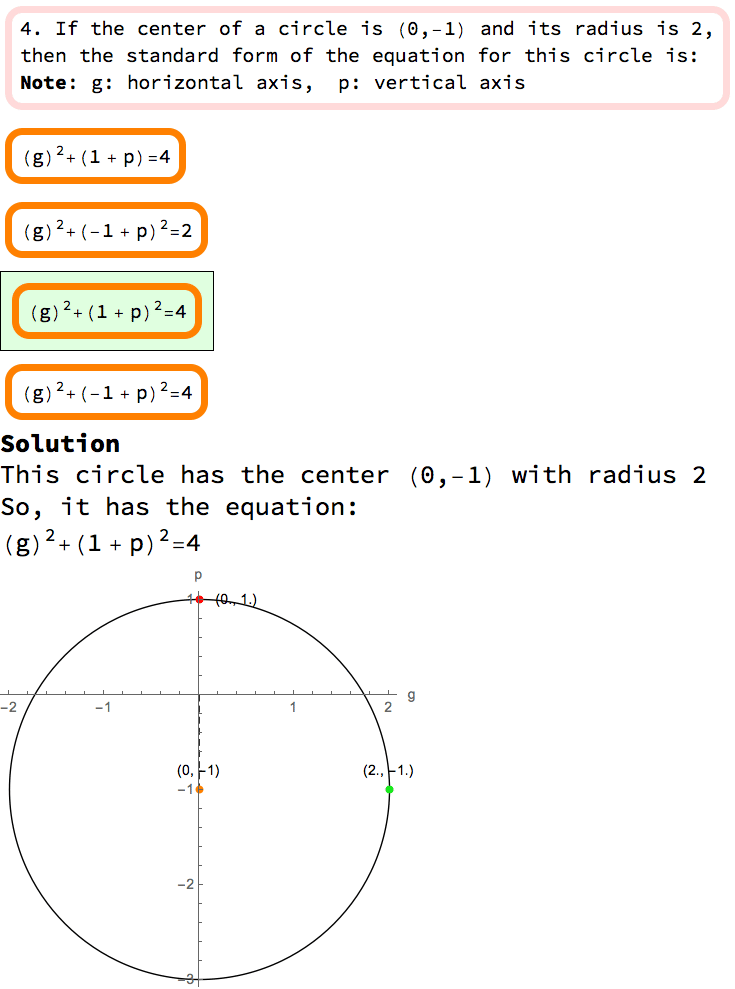 4. If the center of a circle is (0,-1) and its radius is 2,
then the standard form of the equation for this circle is:
Note: g: horizontal axis, p: vertical axis
(g)²+(1 + p)=4
(g)²+(-1 + p)²=2
(g)²+(1 + p)²=4
(g)²+(-1 + p)²=4
Solution
This circle has the center (0,-1) with radius 2
So, it has the equation:
(g)²+(1 + p)²=4
p
1 (0., 1.)
-2 -1 1 2 g
(0, -1) (2., -1.)
-1
-2
-3